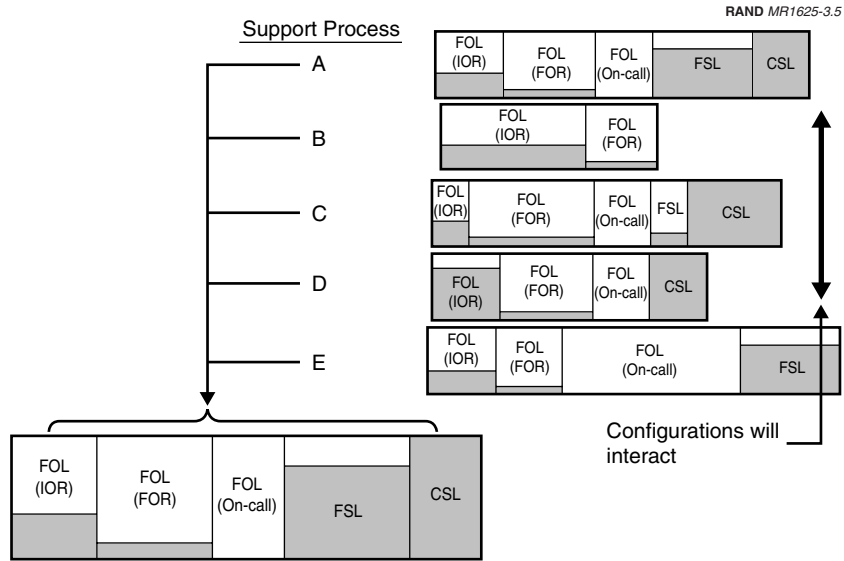 RAND MR1625-3.5
Support Process
A
FOL
(IOR)
FOL
(FOR)
FOL
(On-call)
FSL
CSL
B
FOL
(IOR)
FOL
(FOR)
C
FOL
(IOR)
FOL
(FOR)
FOL
(On-call)
FSL
CSL
D
FOL
(IOR)
FOL
(FOR)
FOL
(On-call)
CSL
E
FOL
(IOR)
FOL
(FOR)
FOL
(On-call)
FSL
Configurations will
interact
FOL
(IOR)
FOL
(FOR)
FOL
(On-call)
FSL
CSL